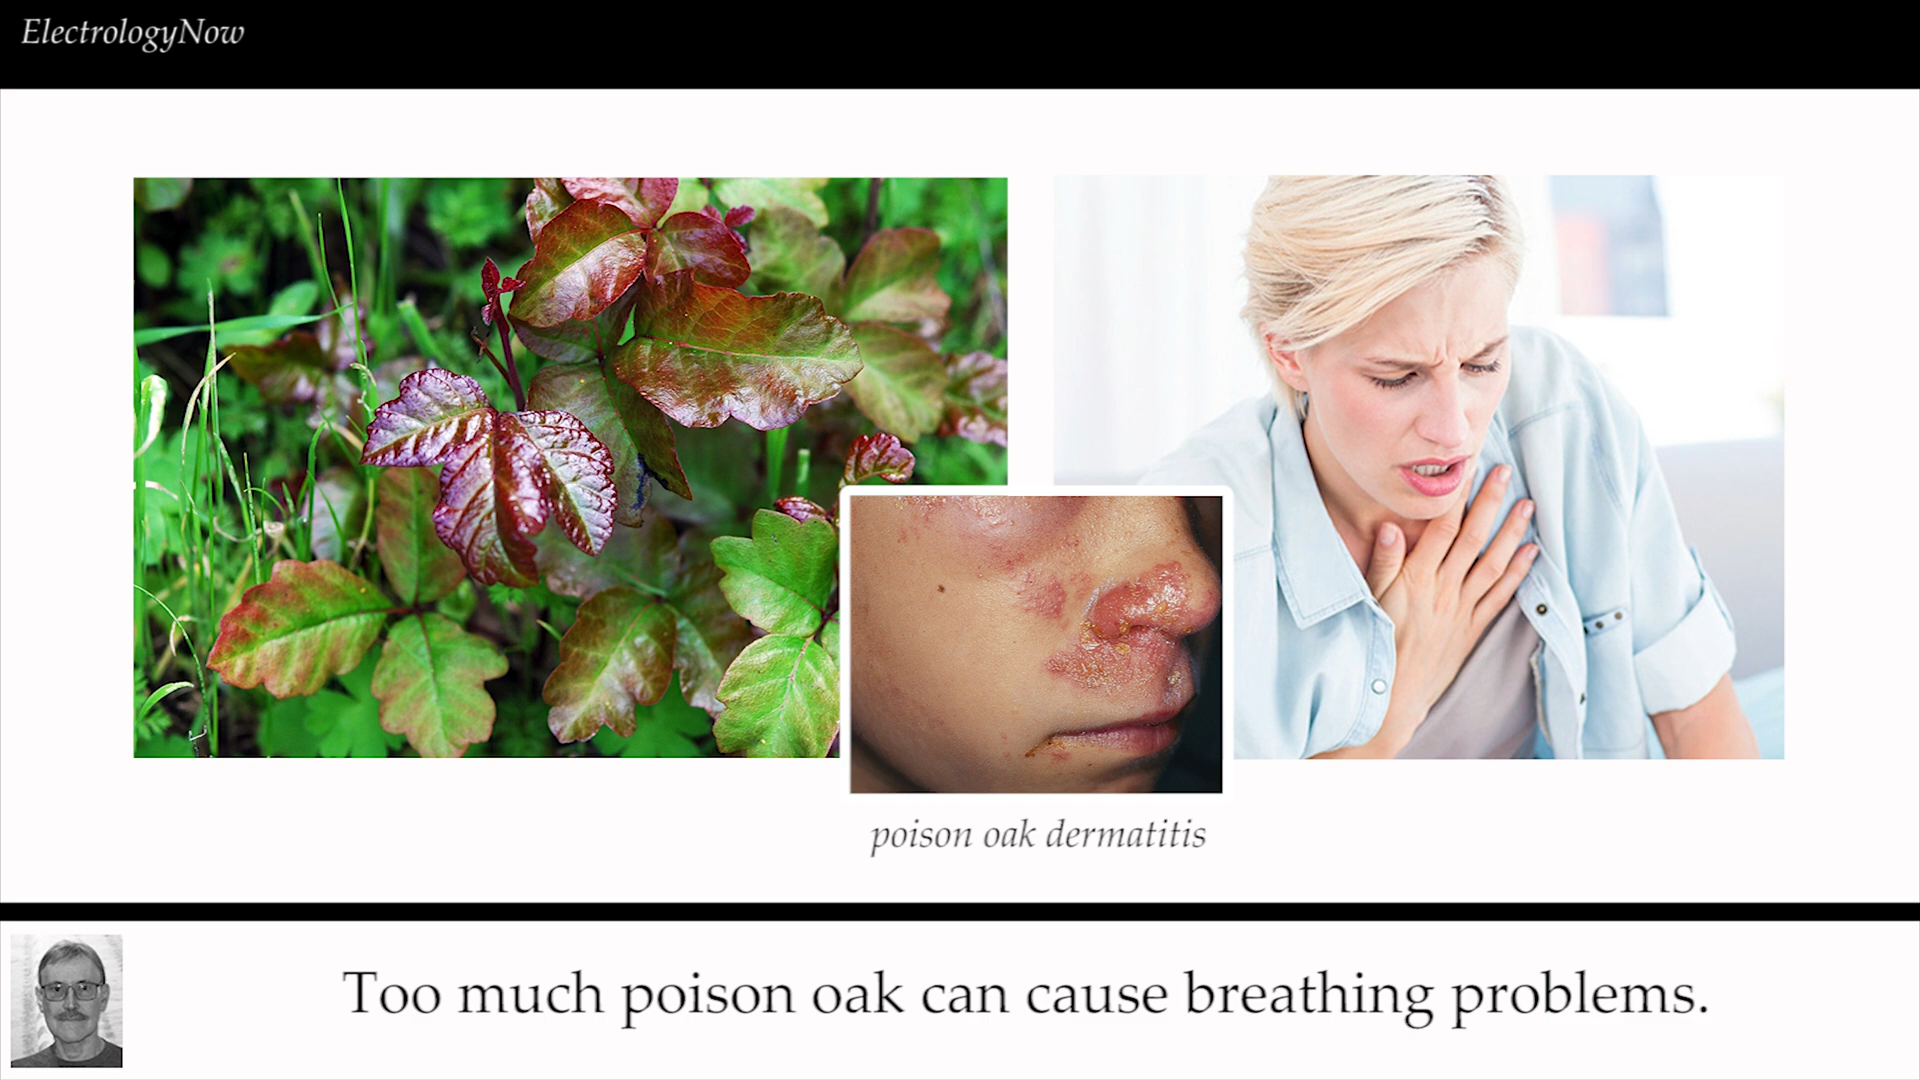 ElectrologyNow
poison oak dermatitis
Too much poison oak can cause breathing problems.